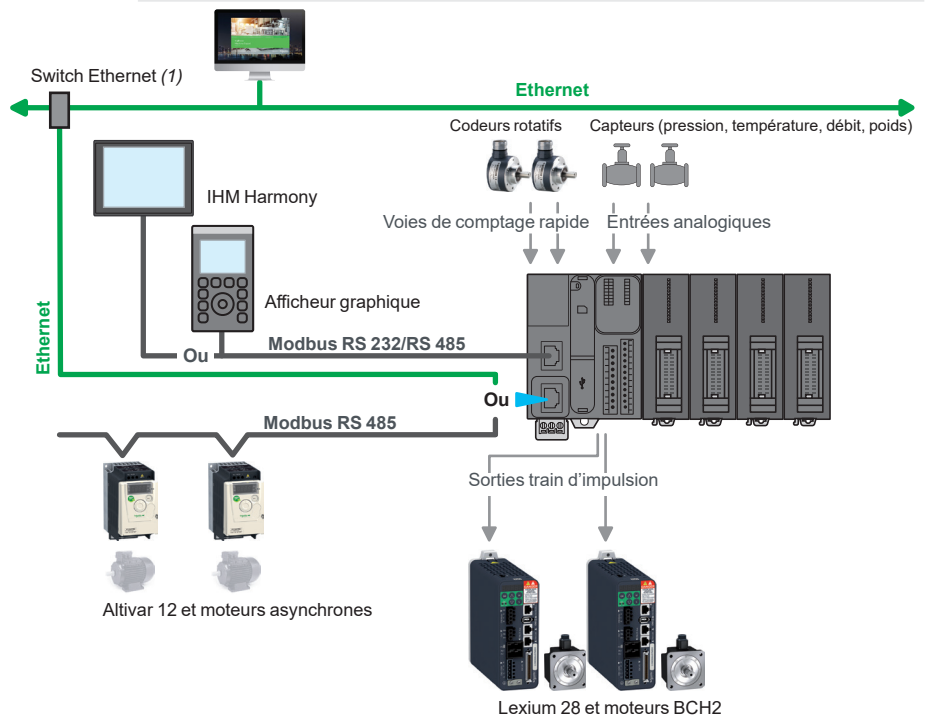 Switch Ethernet (1)
Ethernet
Codeurs rotatifs
Capteurs (pression, température, débit, poids)
IHM Harmony
Voies de comptage rapide
Entrées analogiques
Afficheur graphique
Ethernet
Ou
Modbus RS 232/RS 485
Ou
Modbus RS 485
Sorties train d’impulsion
Altivar 12 et moteurs asynchrones
Lexium 28 et moteurs BCH2